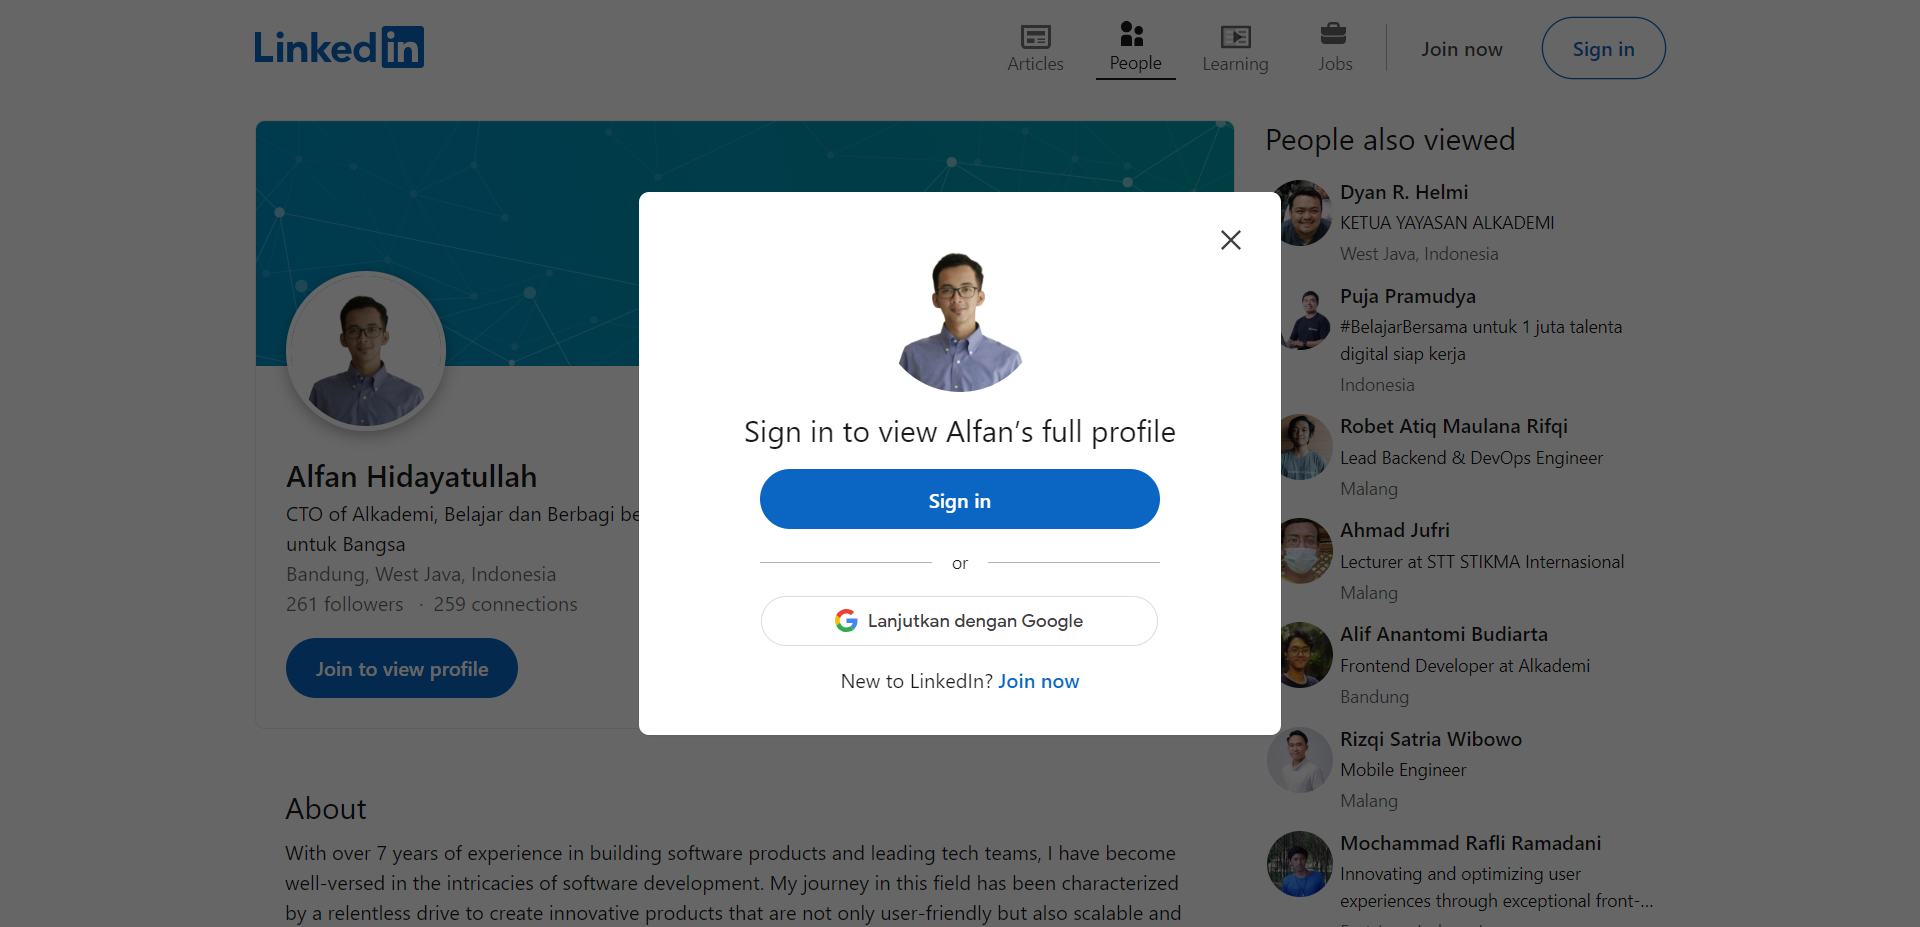 LinkedIn
Articles
People
Learning
Jobs
Join now
Sign in
Alfan Hidayatullah
CTO of Alkademi, Belajar dan Berbagi be
untuk Bangsa
Bandung, West Java, Indonesia
261 followers · 259 connections
Join to view profile
About
With over 7 years of experience in building software products and leading tech teams, I have become
well-versed in the intricacies of software development. My journey in this field has been characterized
by a relentless drive to create innovative products that are not only user-friendly but also scalable and
Sign in to view Alfan’s full profile
Sign in
or
Lanjutkan dengan Google
New to LinkedIn? Join now
People also viewed
Dyan R. Helmi
KETUA YAYASAN ALKADEMI
West Java, Indonesia
Puja Pramudya
#BelajarBersama untuk 1 juta talenta
digital siap kerja
Indonesia
Robet Atiq Maulana Rifqi
Lead Backend & DevOps Engineer
Malang
Ahmad Jufri
Lecturer at STT STIKMA Internasional
Malang
Alif Anantomi Budiarta
Frontend Developer at Alkademi
Bandung
Rizqi Satria Wibowo
Mobile Engineer
Malang
Mochammad Rafli Ramadani
Innovating and optimizing user
experiences through exceptional front-…